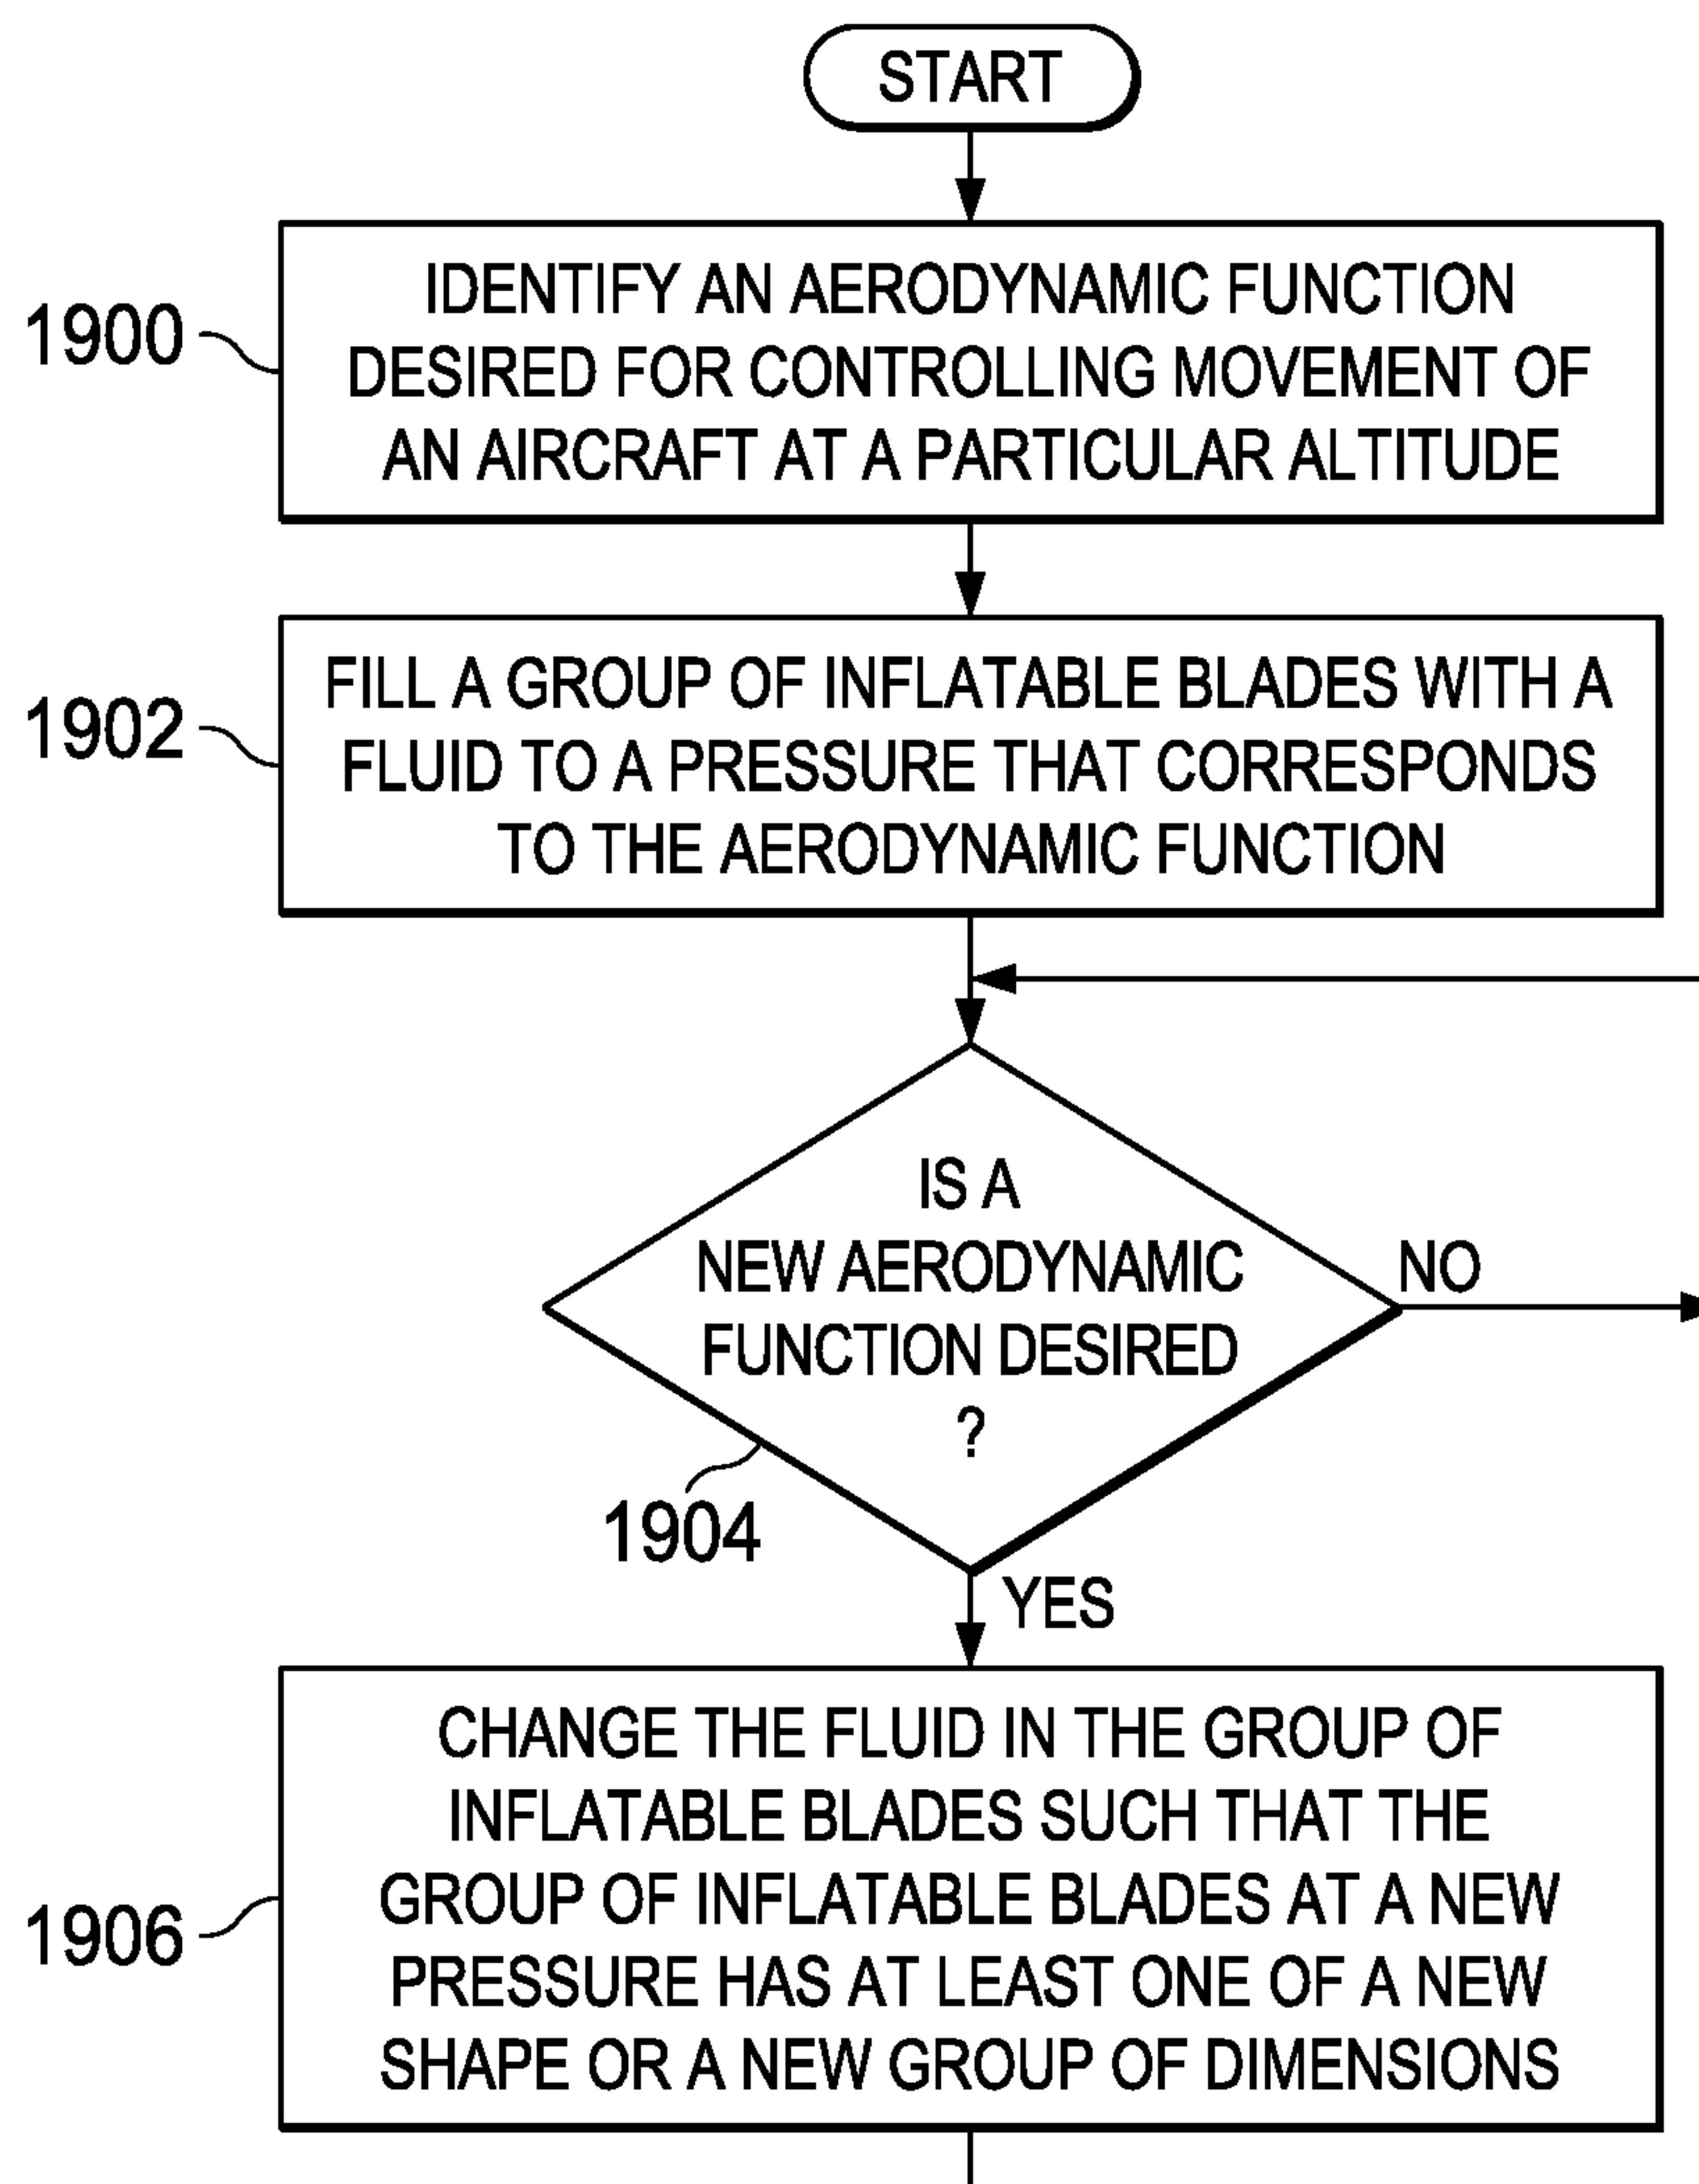 START
1900
IDENTIFY AN AERODYNAMIC FUNCTION
DESIRED FOR CONTROLLING MOVEMENT OF
AN AIRCRAFT AT A PARTICULAR ALTITUDE
1902
FILL A GROUP OF INFLATABLE BLADES WITH A
FLUID TO A PRESSURE THAT CORRESPONDS
TO THE AERODYNAMIC FUNCTION
IS A
NEW AERODYNAMIC
FUNCTION DESIRED
?
NO
1904
YES
1906
CHANGE THE FLUID IN THE GROUP OF
INFLATABLE BLADES SUCH THAT THE
GROUP OF INFLATABLE BLADES AT A NEW
PRESSURE HAS AT LEAST ONE OF A NEW
SHAPE OR A NEW GROUP OF DIMENSIONS